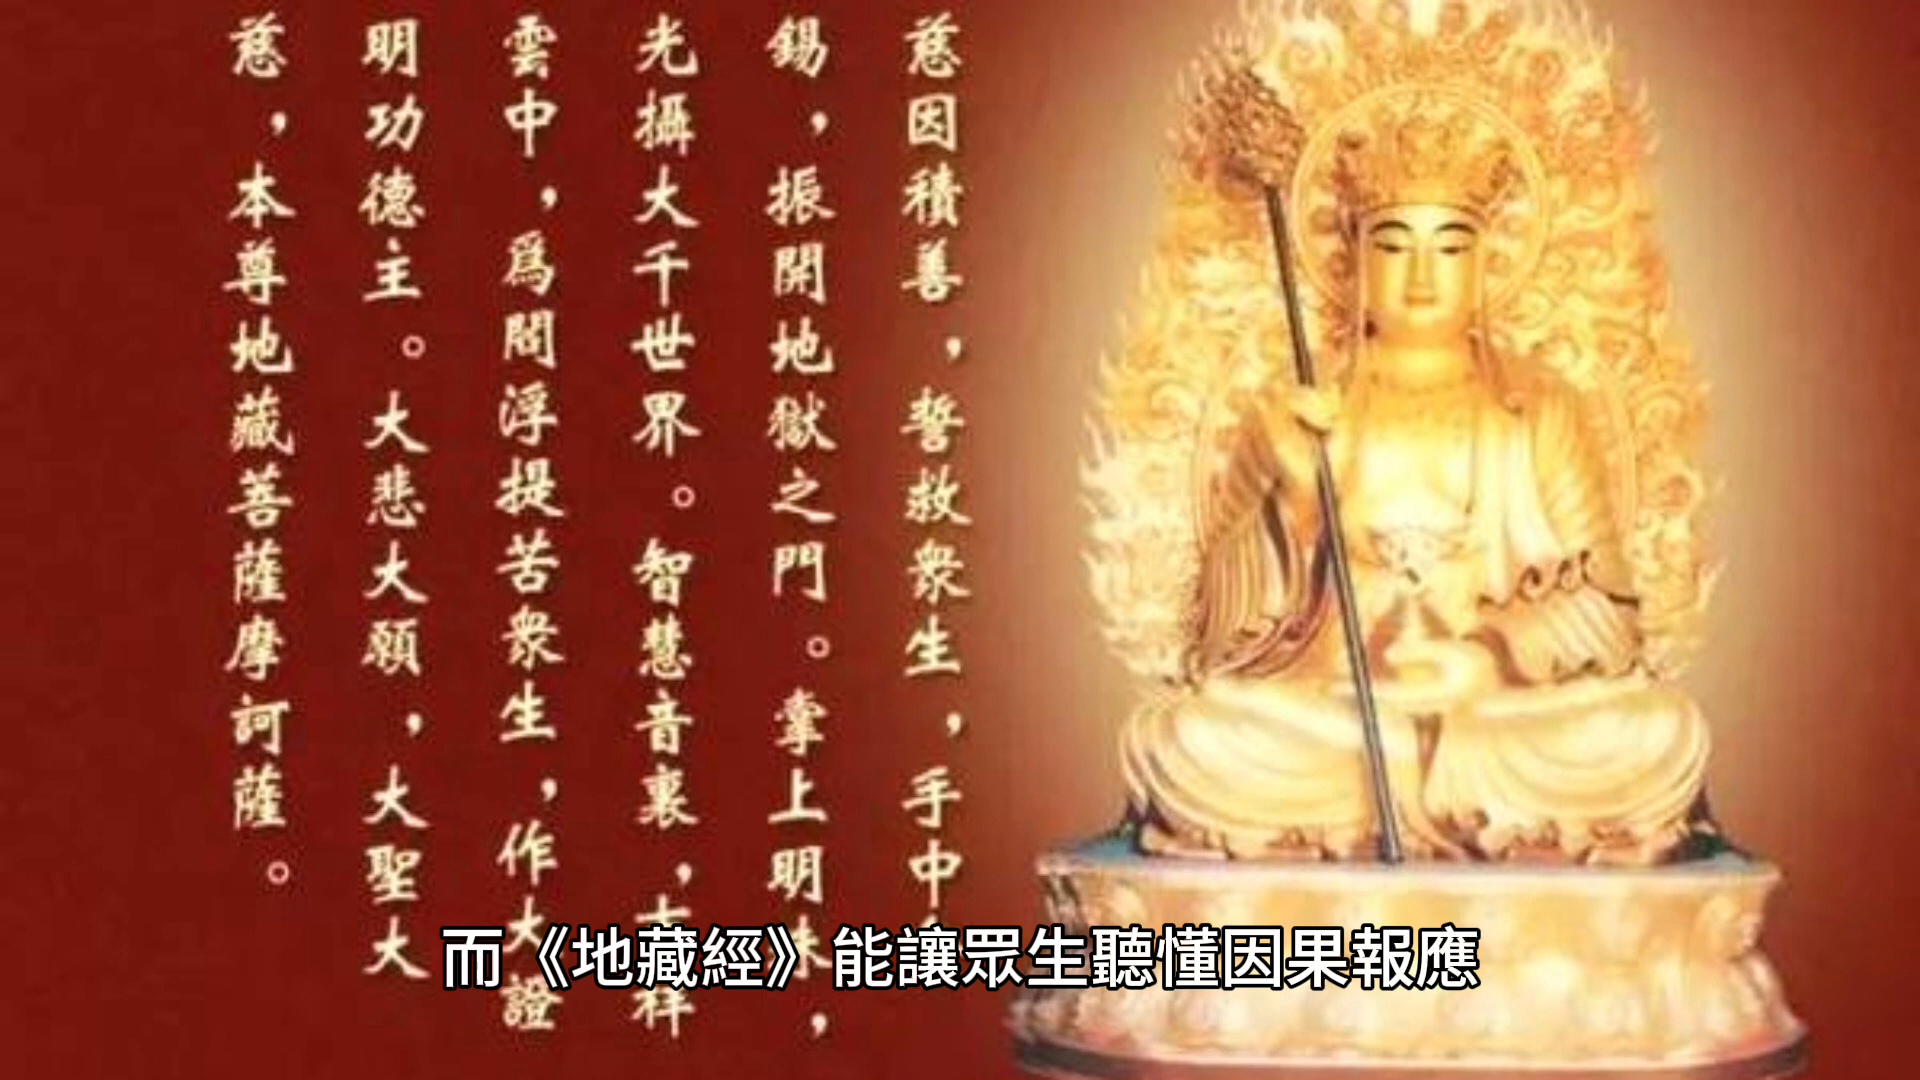 慈因積善，誓救衆生，手中
錫，振開地獄之門。掌上明珠，
光攝大千世界。智慧音裏，吉祥
雲中，爲閻浮提苦衆生，作大證
明功德主。大悲大願，大聖大
慈，本尊地藏菩薩摩訶薩。
而《地藏經》能讓眾生聽懂因果報應